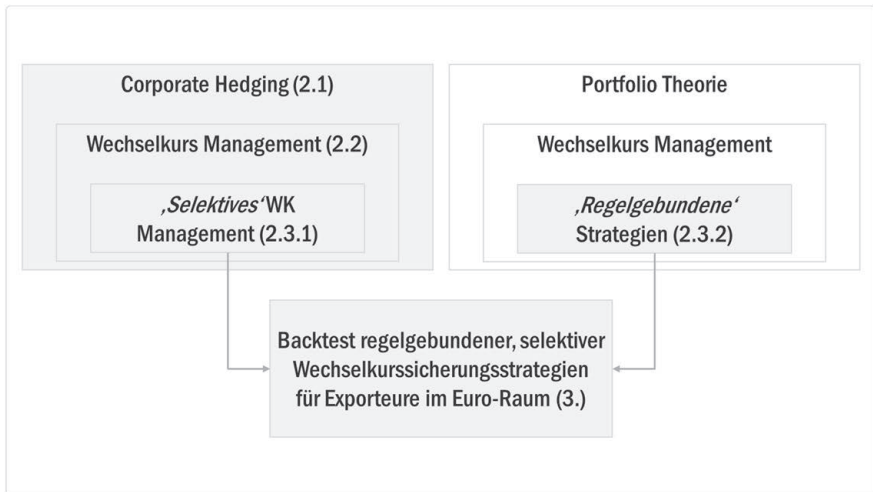 Corporate Hedging (2.1)
Wechselkurs Management (2.2)
‚Selektives‘ WK
Management (2.3.1)
Portfolio Theorie
Wechselkurs Management
‚Regelgebundene‘
Strategien (2.3.2)
Backtest regelgebundener, selektiver
Wechselkurssicherungsstrategien
für Exporteure im Euro-Raum (3.)